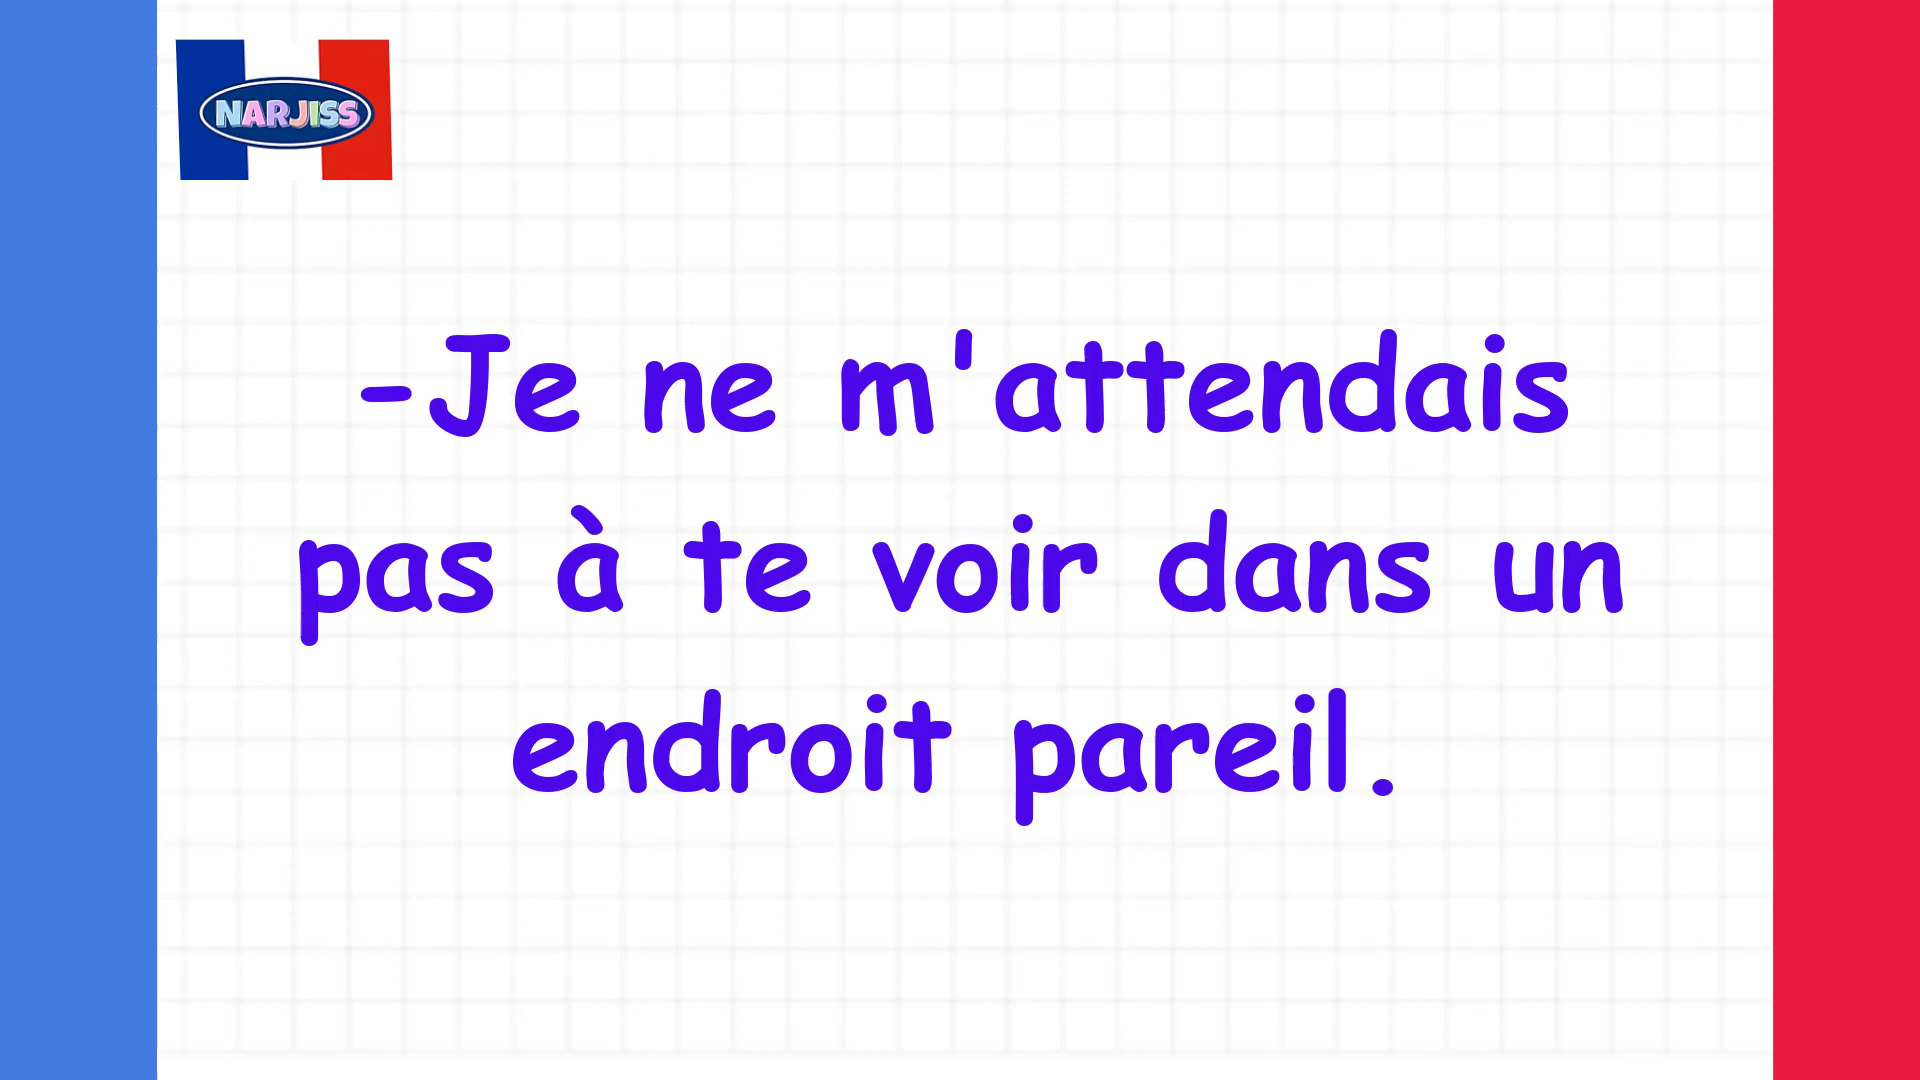 NARJISS
-Je ne m'attendais
pas à te voir dans un
endroit pareil.